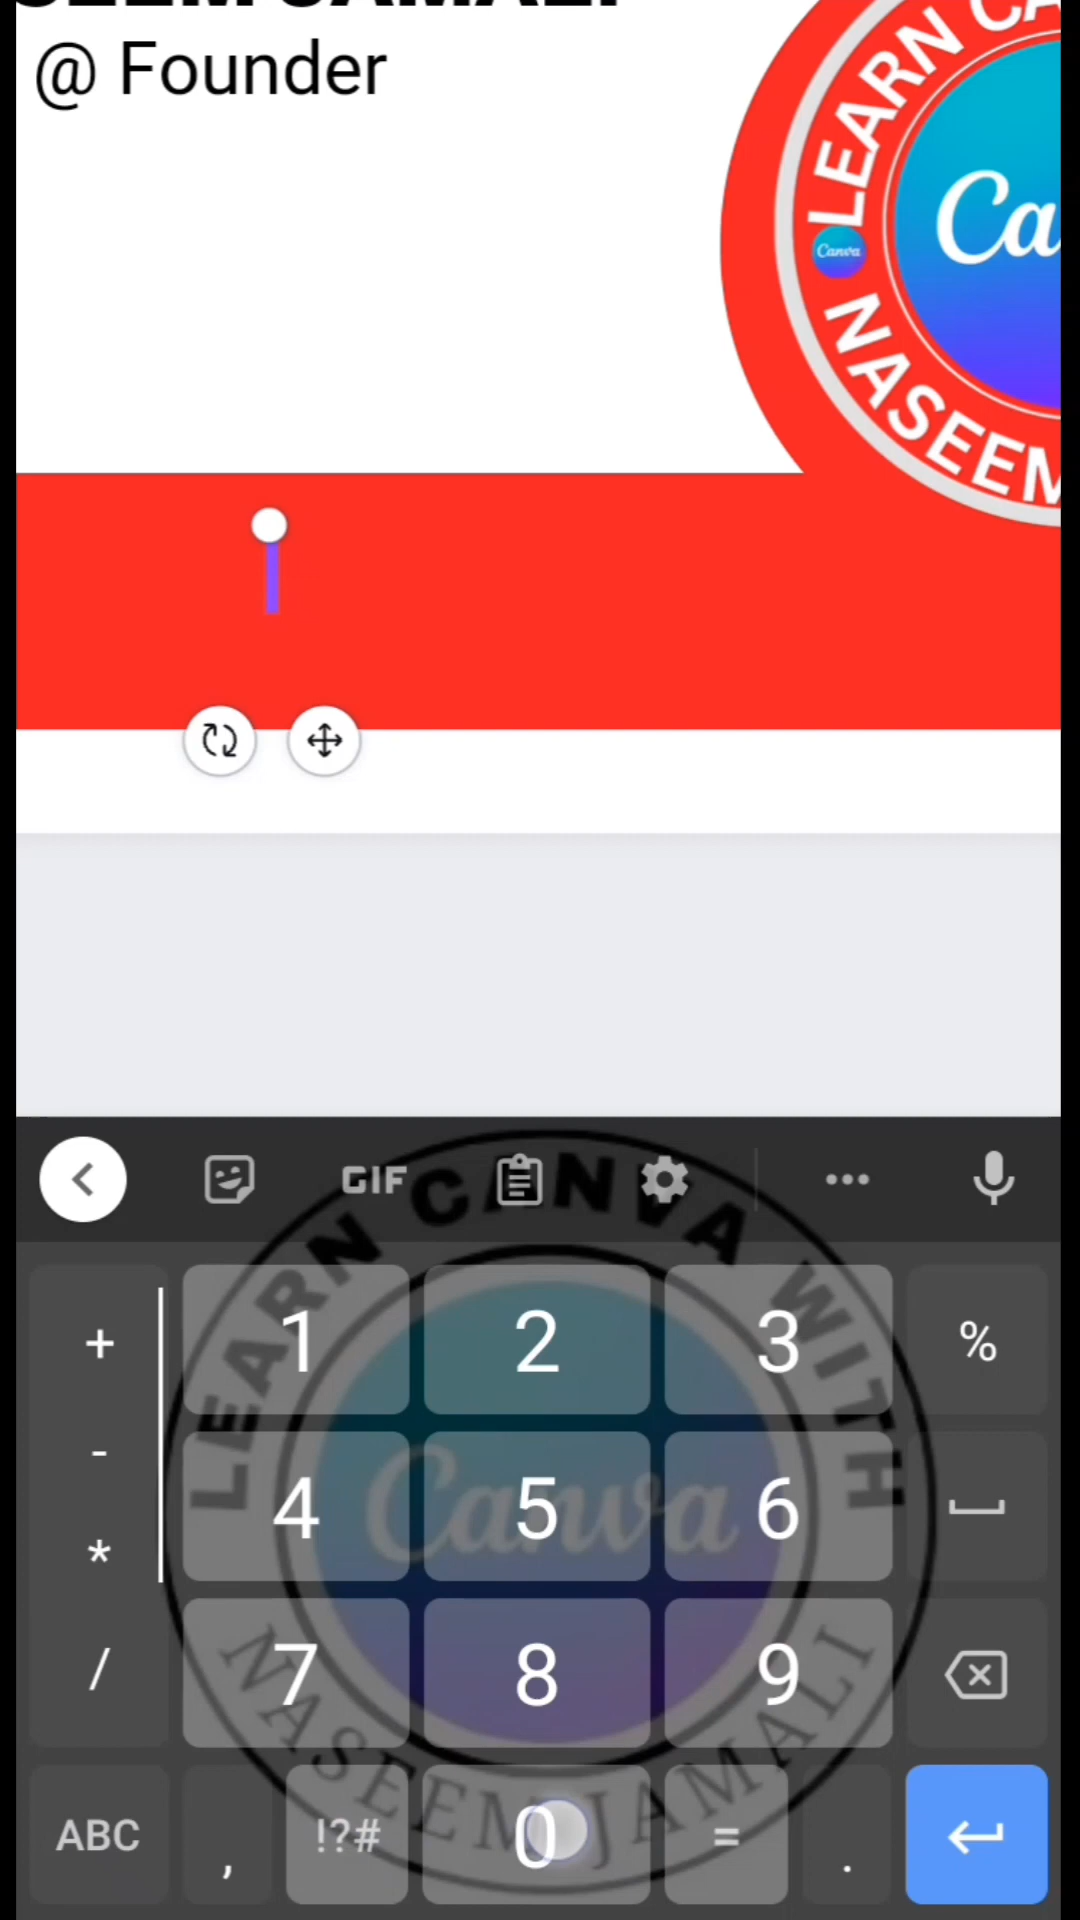 @ Founder
LEARN CA
Ca
Canva
NASEEM
GIF
LEARN CANVA WITH
+ 1 2 3 %
-
Canva
4 5 6
*
/ 7 8 9
NASEEM JAMALI
ABC , !?# 0 = .